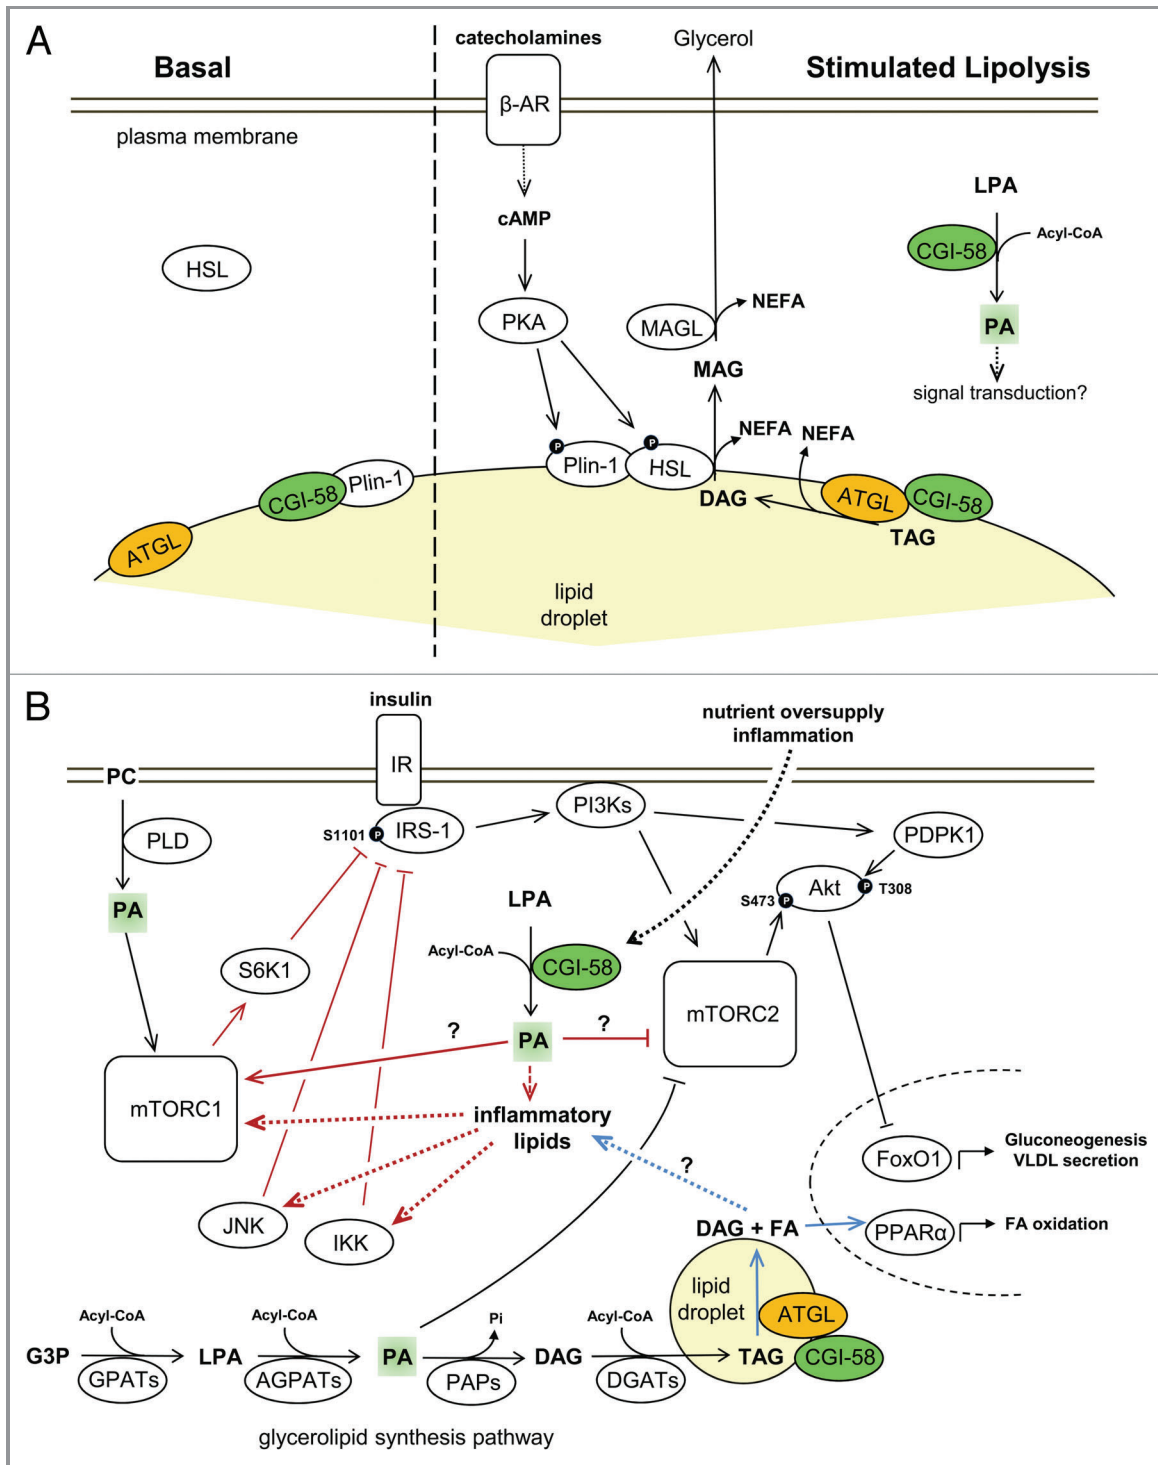 A
Basal
catecholamines
Glycerol
Stimulated Lipolysis
β-AR
plasma membrane
LPA
cAMP
CGI-58
Acyl-CoA
HSL
PKA
MAGL
NEFA
PA
MAG
signal transduction?
P
P
NEFA
NEFA
Plin-1
HSL
CGI-58
Plin-1
DAG
ATGL
CGI-58
ATGL
TAG
lipid
droplet
B
insulin
nutrient oversupply
inflammation
IR
PC
PI3Ks
S1101
P
IRS-1
PLD
PDPK1
Akt
P
T308
S473
P
LPA
PA
Acyl-CoA
CGI-58
S6K1
mTORC2
?
?
PA
mTORC1
inflammatory
lipids
Gluconeogenesis
VLDL secretion
FoxO1
?
JNK
IKK
DAG + FA
PPARα
FA oxidation
lipid
droplet
ATGL
Acyl-CoA
Acyl-CoA
Pi
Acyl-CoA
G3P
LPA
PA
DAG
TAG
CGI-58
GPATs
AGPATs
PAPs
DGATs
glycerolipid synthesis pathway